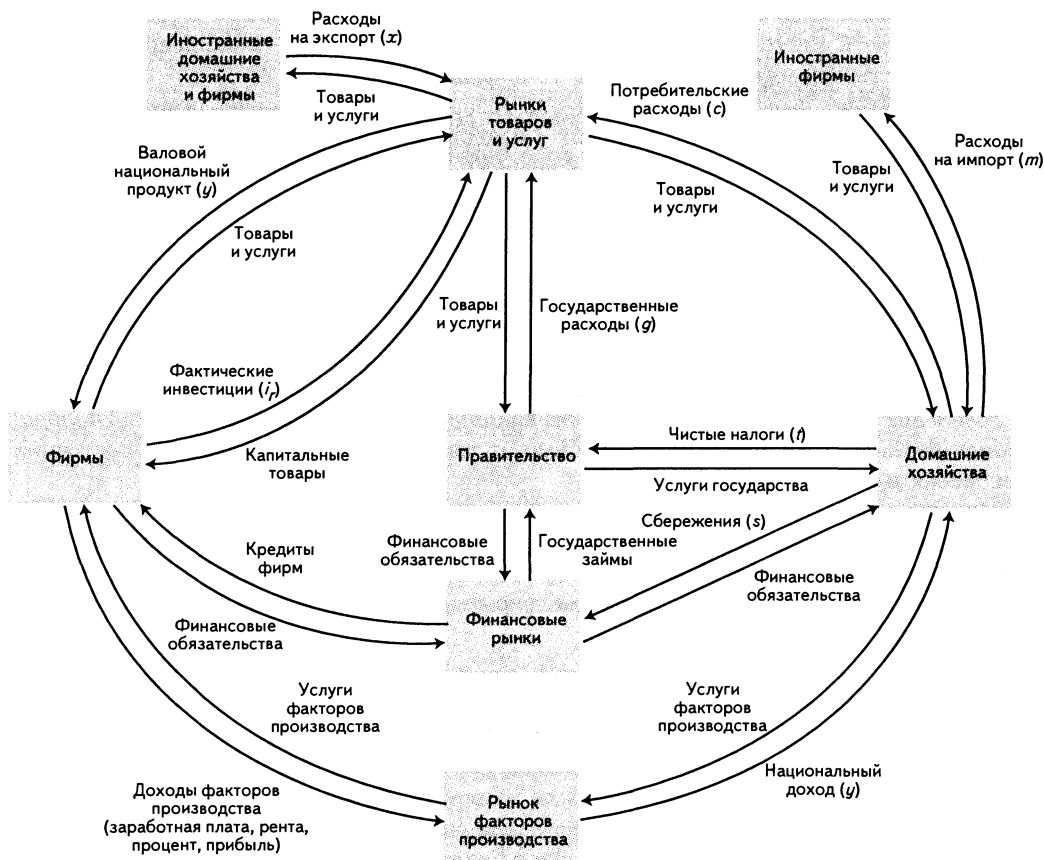 Расходы
на экспорт (x)
Иностранные
домашние
хозяйства
и фирмы
Товары
и услуги
Рынки
товаров
и услуг
Потребительские
расходы (c)
Иностранные
фирмы
Расходы
на импорт (m)
Товары
и услуги
Товары
и услуги
Валовой
национальный
продукт (y)
Товары
и услуги
Товары
и услуги
Государственные
расходы (g)
Фактические
инвестиции (ir)
Капитальные
товары
Фирмы
Правительство
Чистые налоги (t)
Услуги государства
Домашние
хозяйства
Сбережения (s)
Финансовые
обязательства
Государственные
займы
Финансовые
обязательства
Кредиты
фирм
Финансовые
обязательства
Финансовые
рынки
Услуги
факторов
производства
Услуги
факторов
производства
Доходы факторов
производства
(заработная плата, рента,
процент, прибыль)
Рынок
факторов
производства
Национальный
доход (y)